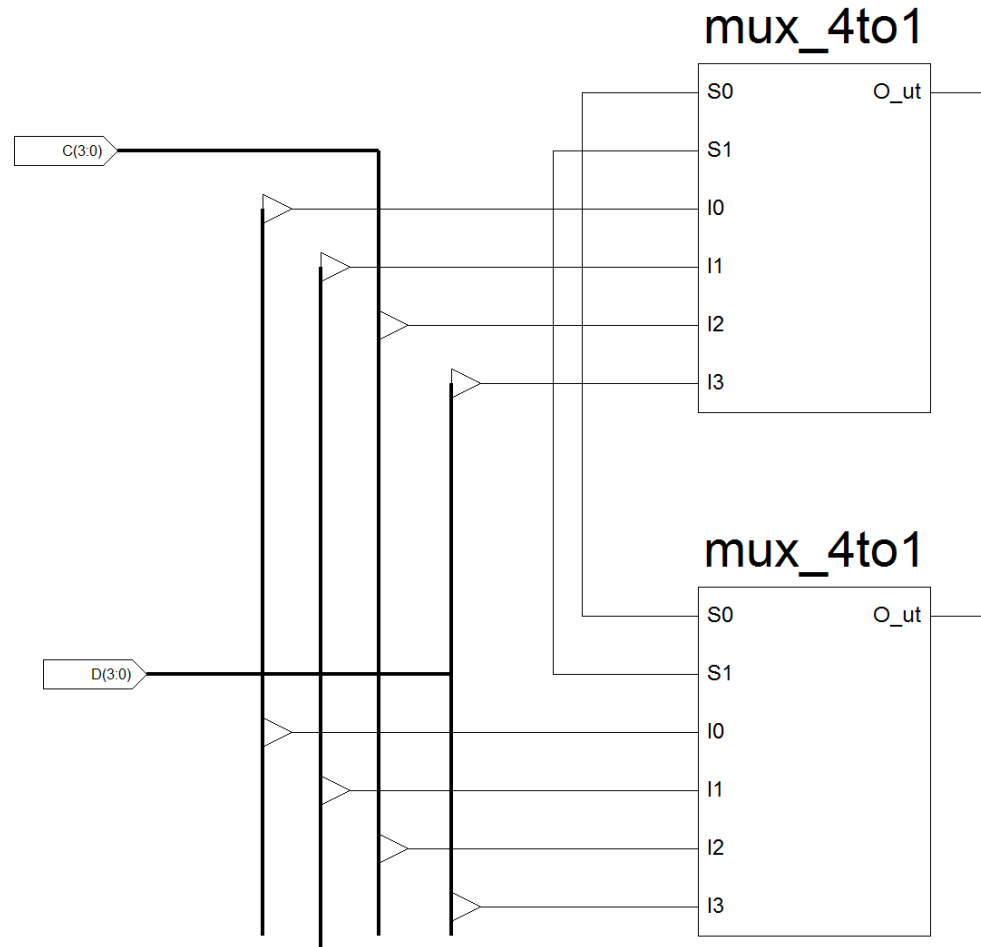 mux_4to1
S0 O_ut
C(3:0)
S1
I0
I1
I2
I3
mux_4to1
S0 O_ut
D(3:0)
S1
I0
I1
I2
I3